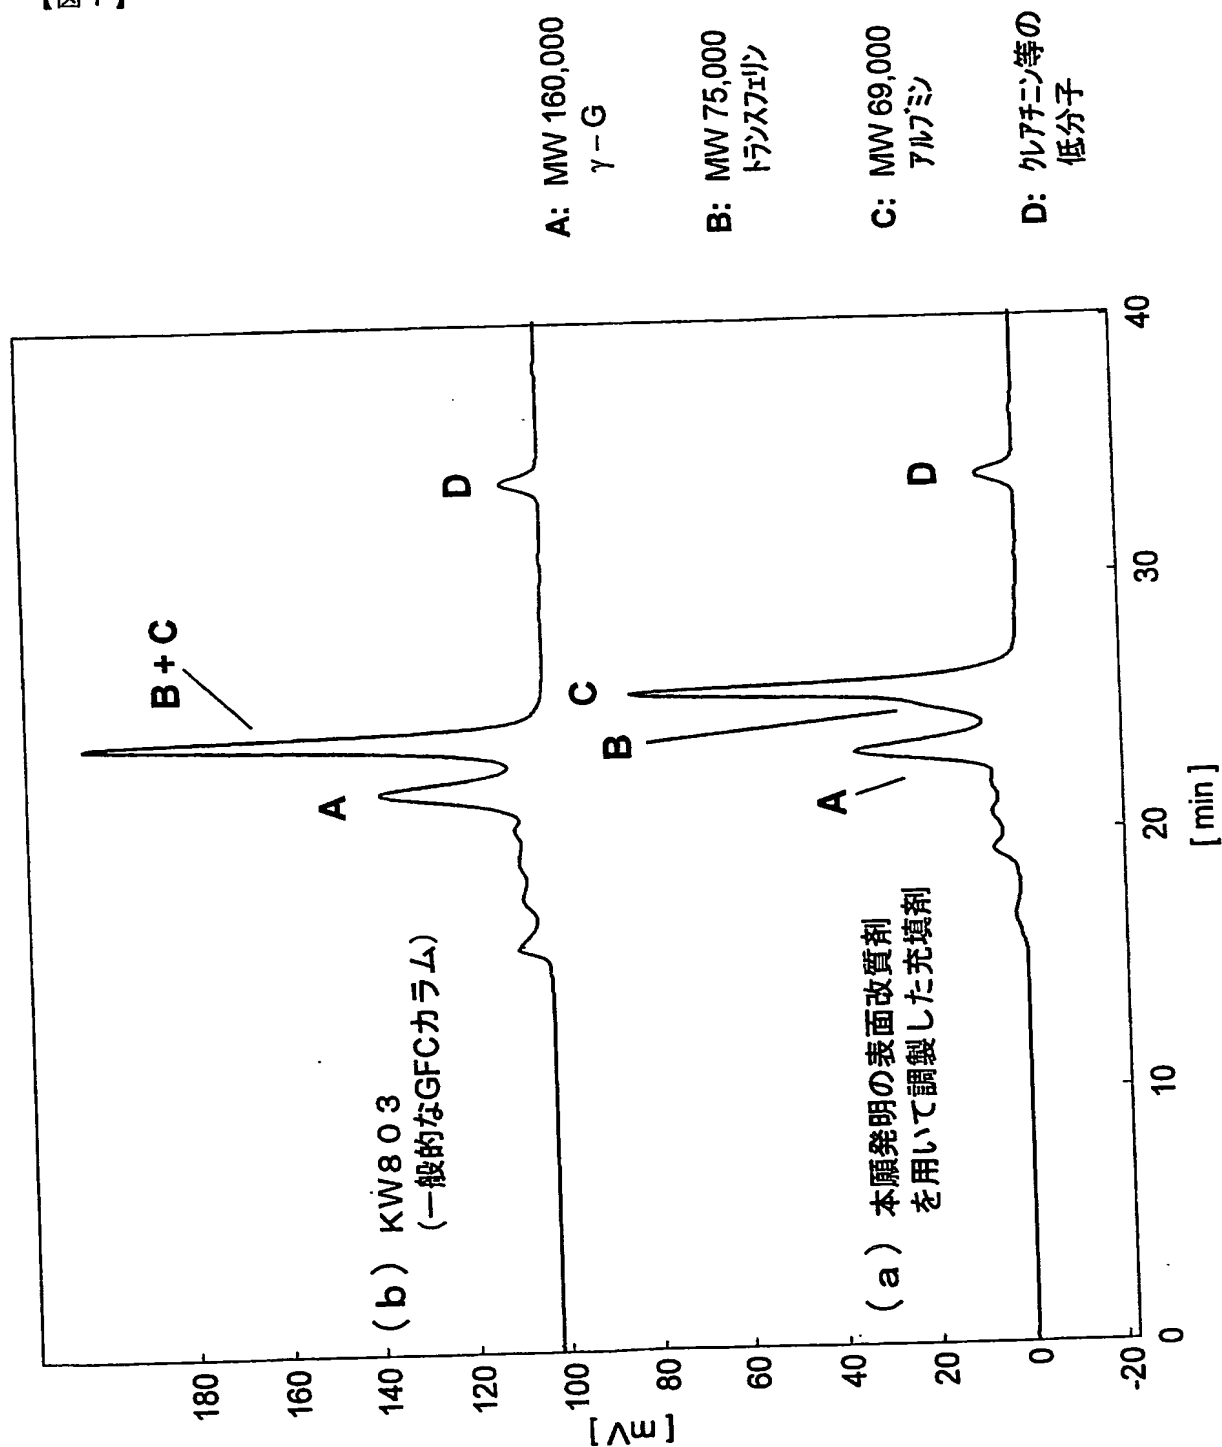 180
160
140
120
100
80
60
40
20
0
-20
[mV]
(b) KW803
(一般的なGFCカラム)
A
B+C
D
(a) 本願発明の表面改質剤
を用いて調製した充填剤
A
B
C
D
0
10
20
30
40
[min]
A: MW 160,000
γ-G
B: MW 75,000
トランスフェリン
C: MW 69,000
アルブミン
D: クレアチニン等の
低分子